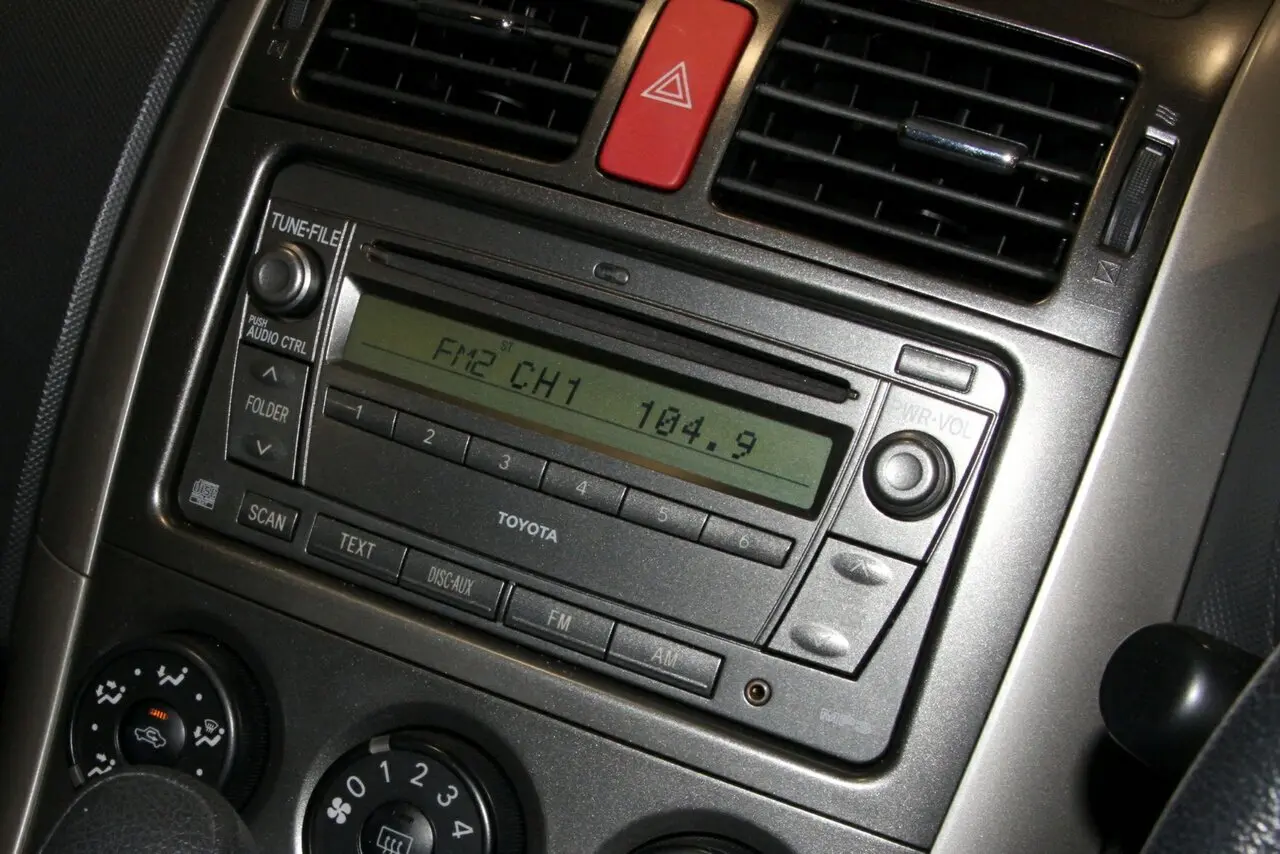 TUNE•FILE
PUSH
AUDIO CTRL
FOLDER
ST
FM2 CH1 104.9
PWR•VOL
1 2 3 4 5 6
TOYOTA
SCAN
TEXT
DISC•AUX
FM
AM
MP3
0 1 2 3 4